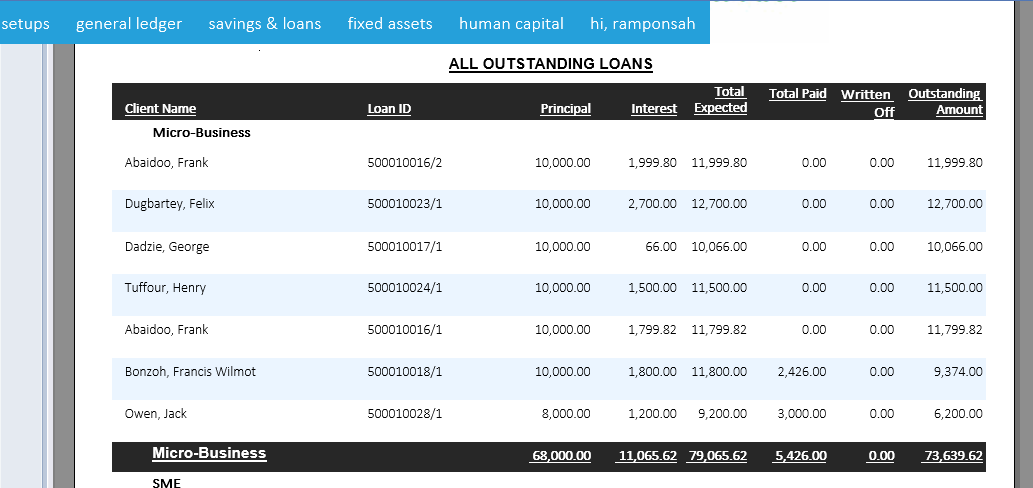 setups general ledger savings & loans fixed assets human capital hi, ramponsah
ALL OUTSTANDING LOANS
Client Name Loan ID Principal Interest Total Expected Total Paid Written Off Outstanding Amount
Micro-Business
Abaidoo, Frank 500010016/2 10,000.00 1,999.80 11,999.80 0.00 0.00 11,999.80
Dugbartey, Felix 500010023/1 10,000.00 2,700.00 12,700.00 0.00 0.00 12,700.00
Dadzie, George 500010017/1 10,000.00 66.00 10,066.00 0.00 0.00 10,066.00
Tuffour, Henry 500010024/1 10,000.00 1,500.00 11,500.00 0.00 0.00 11,500.00
Abaidoo, Frank 500010016/1 10,000.00 1,799.82 11,799.82 0.00 0.00 11,799.82
Bonzoh, Francis Wilmot 500010018/1 10,000.00 1,800.00 11,800.00 2,426.00 0.00 9,374.00
Owen, Jack 500010028/1 8,000.00 1,200.00 9,200.00 3,000.00 0.00 6,200.00
Micro-Business 68,000.00 11,065.62 79,065.62 5,426.00 0.00 73,639.62
SME